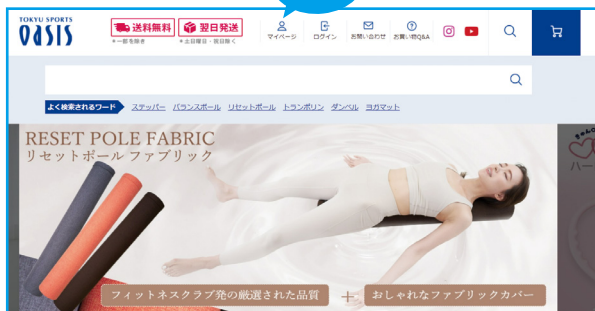 TOKYU SPORTS
OASIS
送料無料
※一部を除き
翌日発送
※土日曜日・祝日除く
マイページ
ログイン
お問い合わせ
お買い物Q&A
よく検索されるワード
ステッパー バランスボール リセットポール トランポリン ダンベル ヨガマット
RESET POLE FABRIC
リセットポール ファブリック
フィットネスクラブ発の厳選された品質 + おしゃれなファブリックカバー